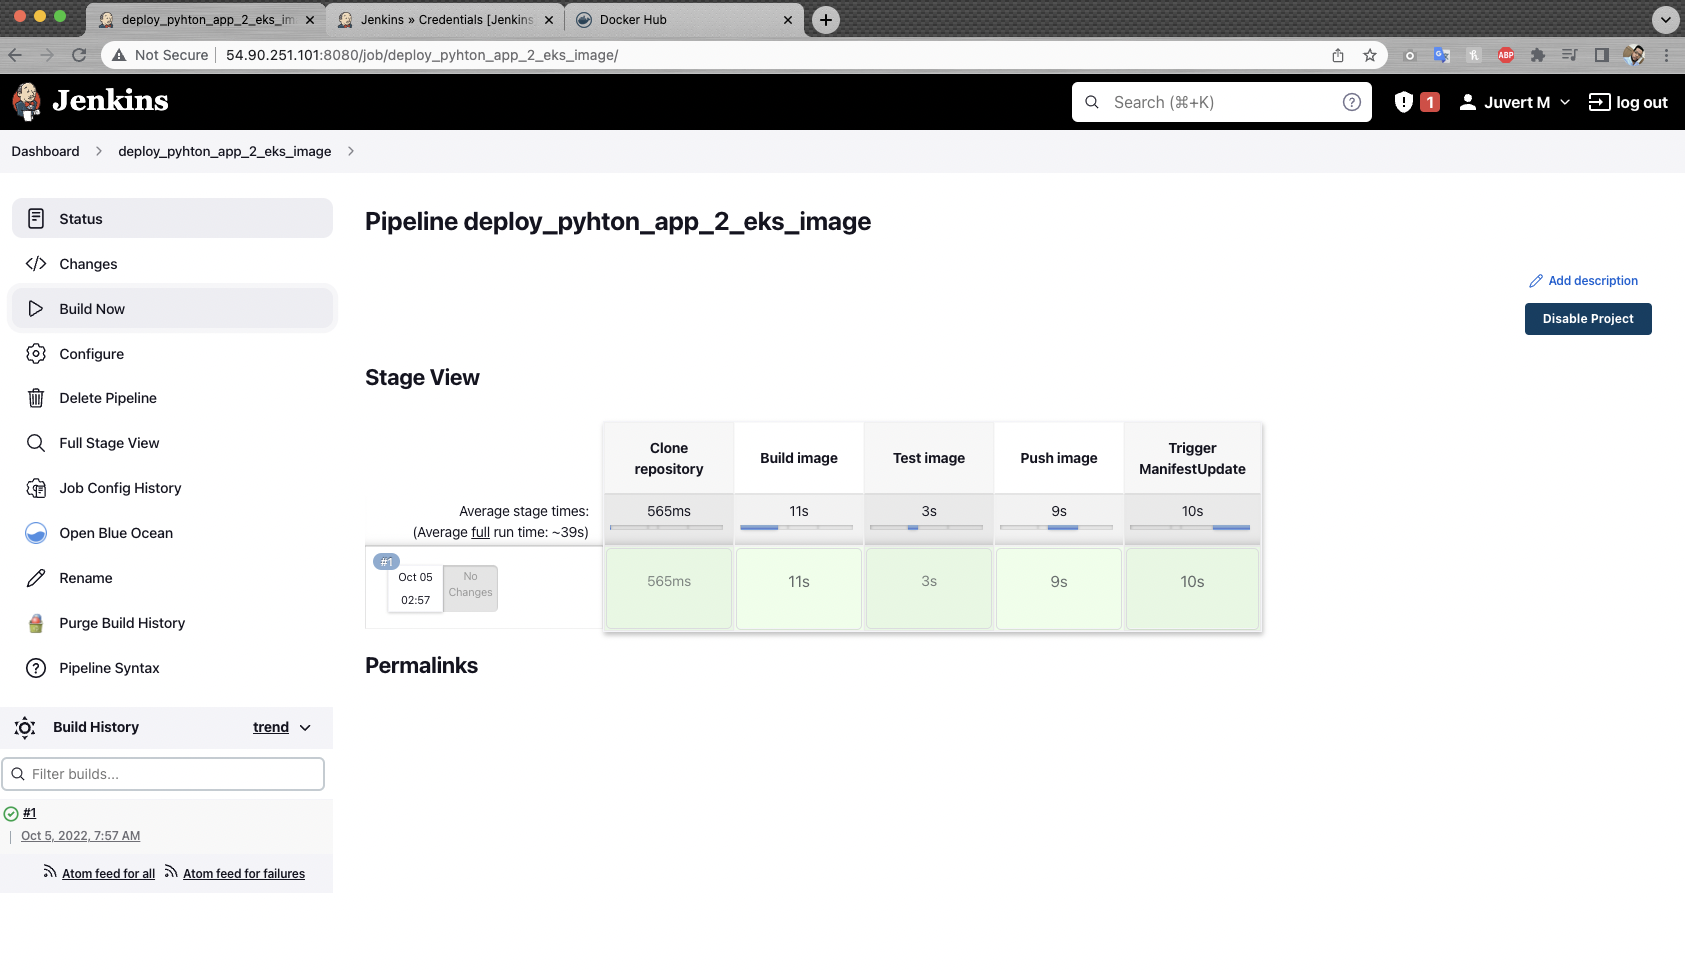 deploy_pyhton_app_2_eks_im
Jenkins » Credentials [Jenkins
Docker Hub
Not Secure
54.90.251.101:8080/job/deploy_pyhton_app_2_eks_image/
ABP
Jenkins
Search (⌘+K)
1
Juvert M
log out
Dashboard
deploy_pyhton_app_2_eks_image
Status
Changes
Build Now
Configure
Delete Pipeline
Full Stage View
Job Config History
Open Blue Ocean
Rename
Purge Build History
Pipeline Syntax
Build History
trend
Filter builds...
#1
Oct 5, 2022, 7:57 AM
Atom feed for all
Atom feed for failures
Pipeline deploy_pyhton_app_2_eks_image
Add description
Disable Project
Stage View
Clone
repository
Build image
Test image
Push image
Trigger
ManifestUpdate
Average stage times:
(Average full run time: ~39s)
565ms
11s
3s
9s
10s
#1
Oct 05
02:57
No
Changes
565ms
11s
3s
9s
10s
Permalinks